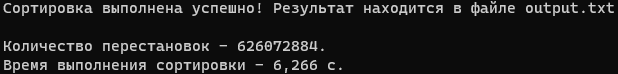 Сортировка выполнена успешно! Результат находится в файле output.txt
Количество перестановок – 626072884.
Время выполнения сортировки – 6,266 с.